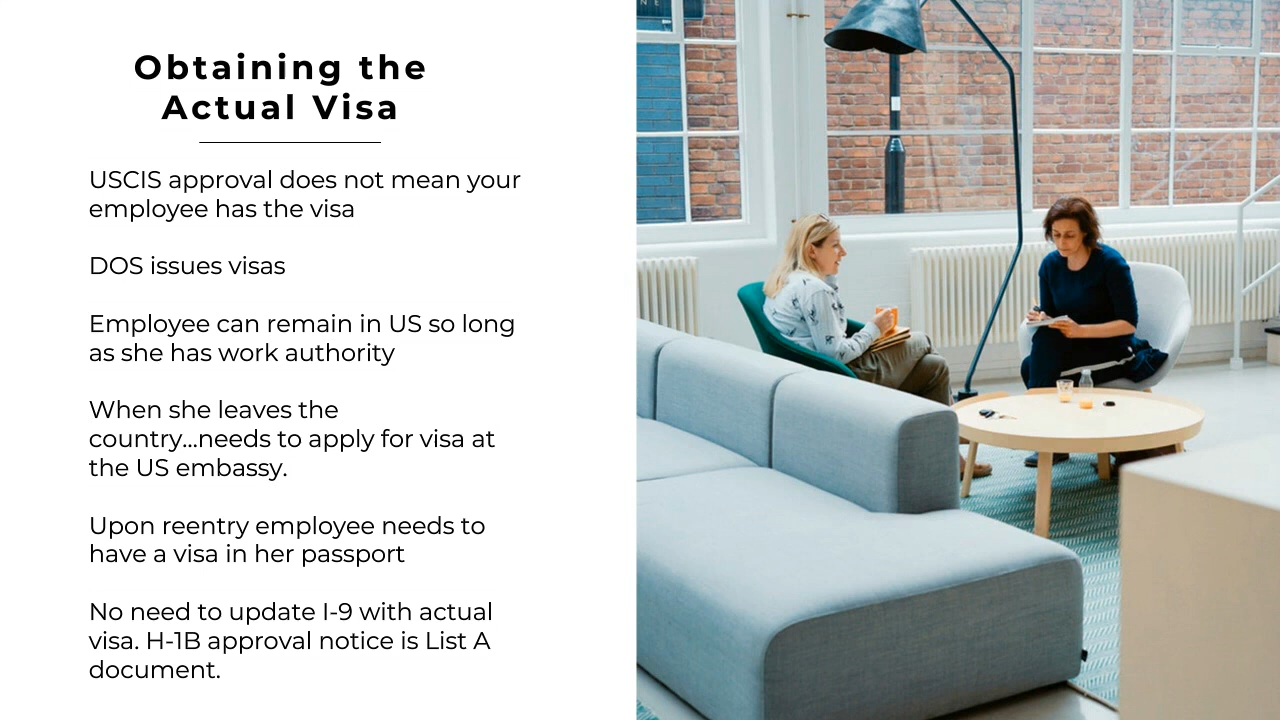 Obtaining the
Actual Visa
USCIS approval does not mean your
employee has the visa
DOS issues visas
Employee can remain in US so long
as she has work authority
When she leaves the
country...needs to apply for visa at
the US embassy.
Upon reentry employee needs to
have a visa in her passport
No need to update I-9 with actual
visa. H-1B approval notice is List A
document.